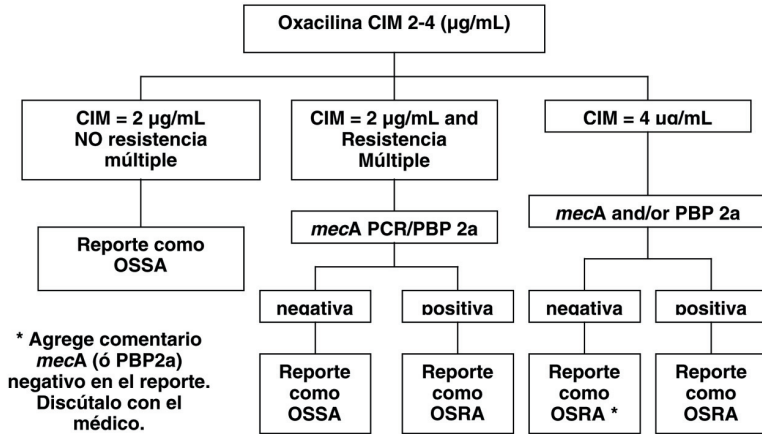 Oxacilina CIM 2-4 (µg/mL)
CIM = 2 µg/mL
NO resistencia
múltiple
CIM = 2 µg/mL and
Resistencia
Múltiple
CIM = 4 µg/mL
Reporte como
OSSA
mecA PCR/PBP 2a
mecA and/or PBP 2a
negativa
positiva
negativa
positiva
Reporte
como
OSSA
Reporte
como
OSRA
Reporte
como
OSRA *
Reporte
como
OSRA
* Agrege comentario
mecA (ó PBP2a)
negativo en el reporte.
Discútalo con el
médico.